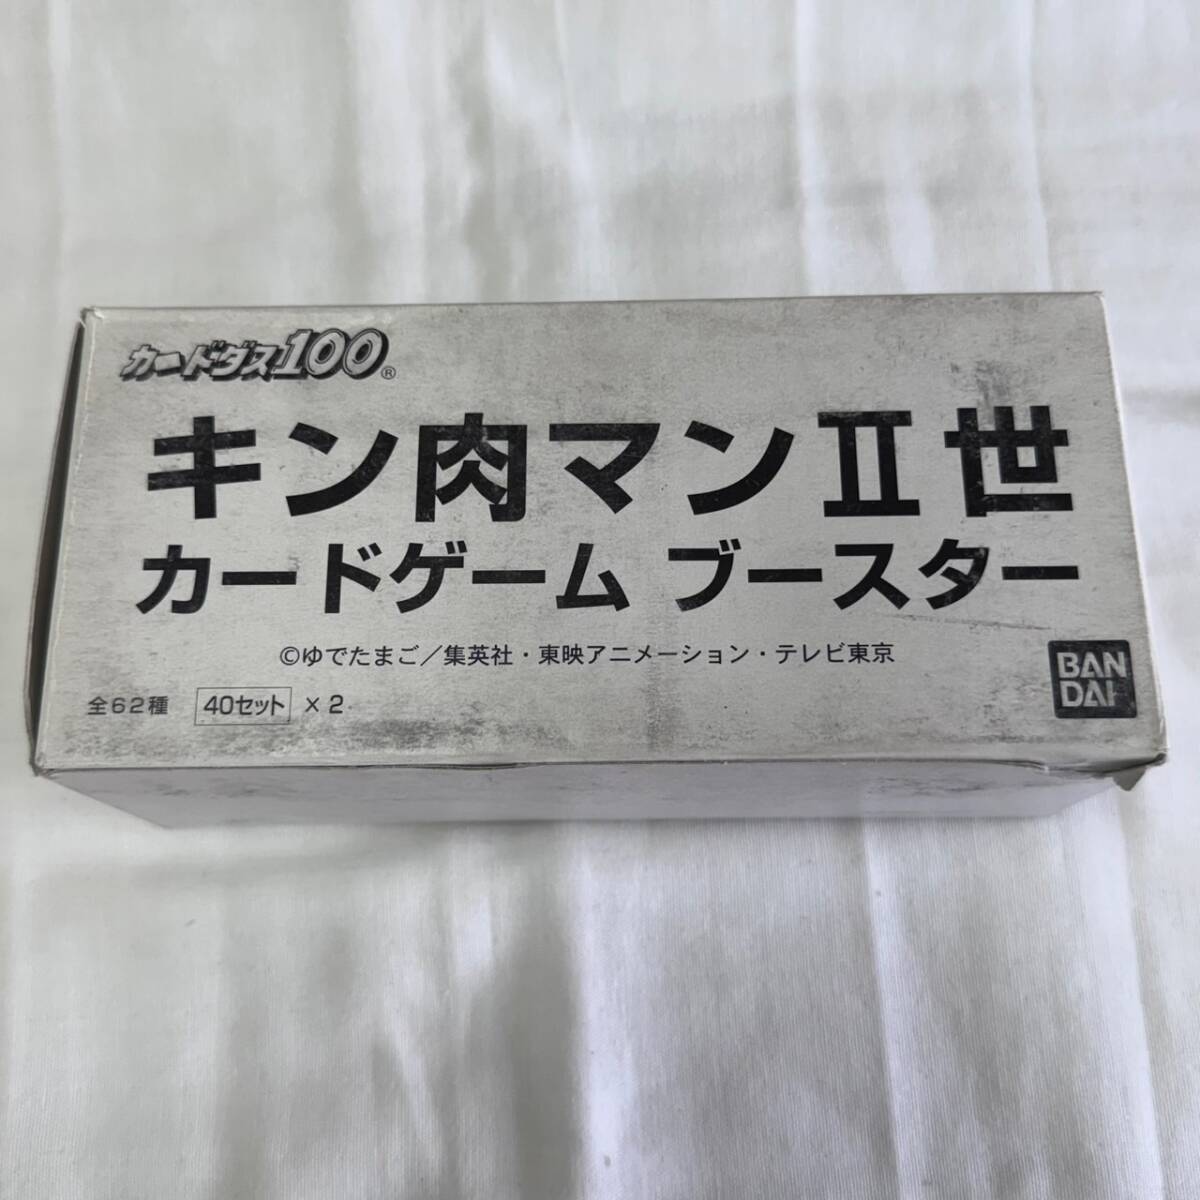 カードダス100®
キン肉マンⅡ世
カードゲーム ブースター
©ゆでたまご／集英社・東映アニメーション・テレビ東京
全62種 40セット ×2
BAN
DAI